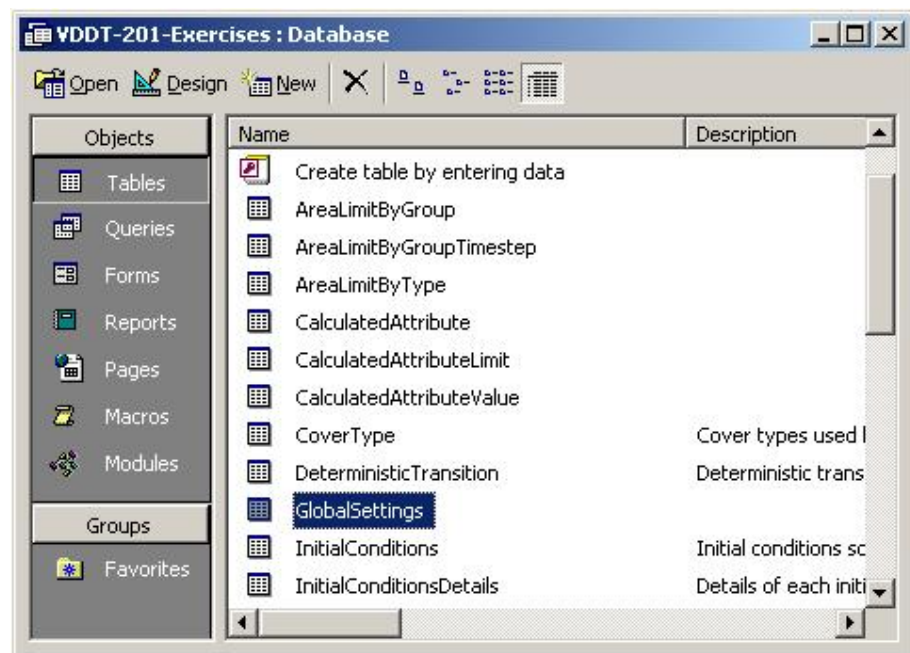 VDDT-201-Exercises : Database
Open Design New
Objects
Tables
Queries
Forms
Reports
Pages
Macros
Modules
Groups
Favorites
Name Description
Create table by entering data
AreaLimitByGroup
AreaLimitByGroupTimestep
AreaLimitByType
CalculatedAttribute
CalculatedAttributeLimit
CalculatedAttributeValue
CoverType Cover types used
DeterministicTransition Deterministic trans
GlobalSettings
InitialConditions Initial conditions sc
InitialConditionsDetails Details of each initi